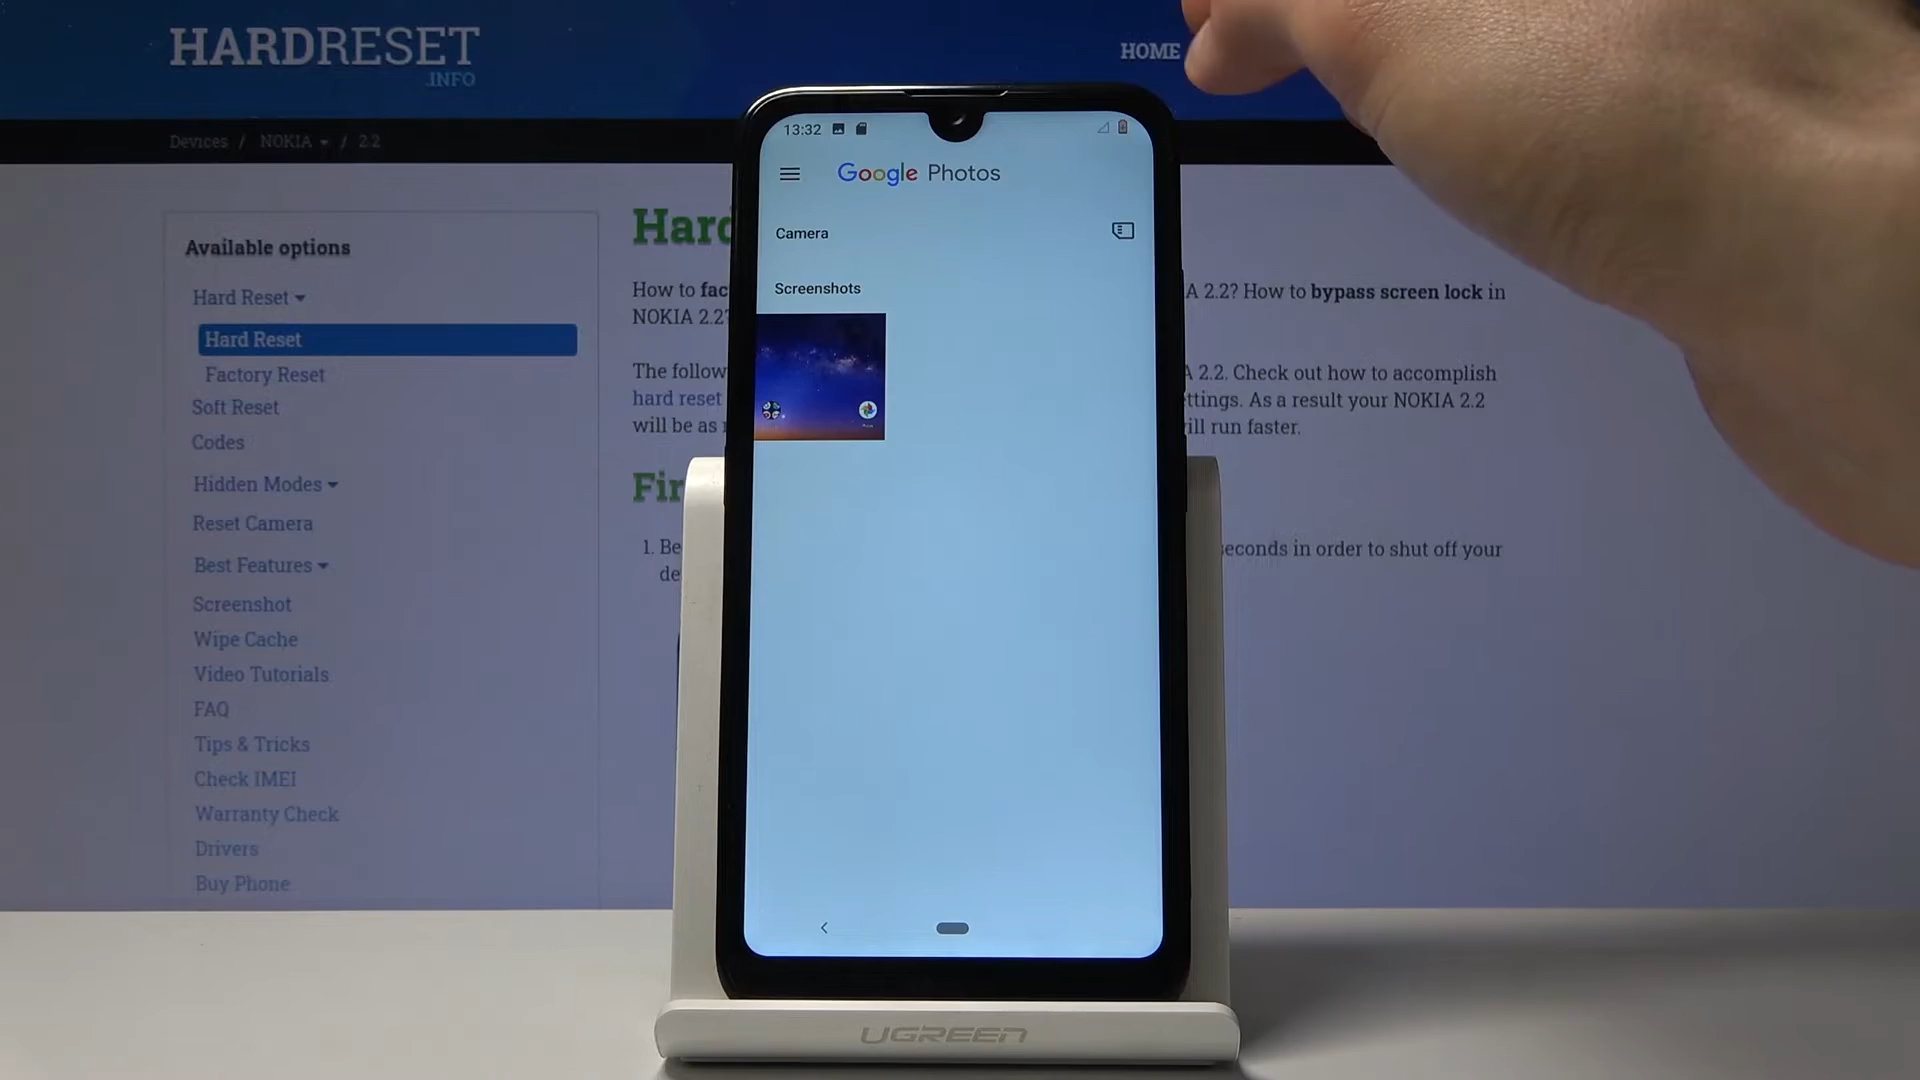 HARDRESET
.INFO
HOME
Devices / NOKIA / 2.2
Available options
Hard Reset
Hard Reset
Factory Reset
Soft Reset
Codes
Hidden Modes
Reset Camera
Best Features
Screenshot
Wipe Cache
Video Tutorials
FAQ
Tips & Tricks
Check IMEI
Warranty Check
Drivers
Buy Phone
Hard
How to fac
A 2.2? How to bypass screen lock in
NOKIA 2.2?
The follow
A 2.2. Check out how to accomplish
hard reset
ttings. As a result your NOKIA 2.2
will be as
ill run faster.
Fir
1. Be
seconds in order to shut off your
de
13:32
Google Photos
Camera
Screenshots
UGREEN